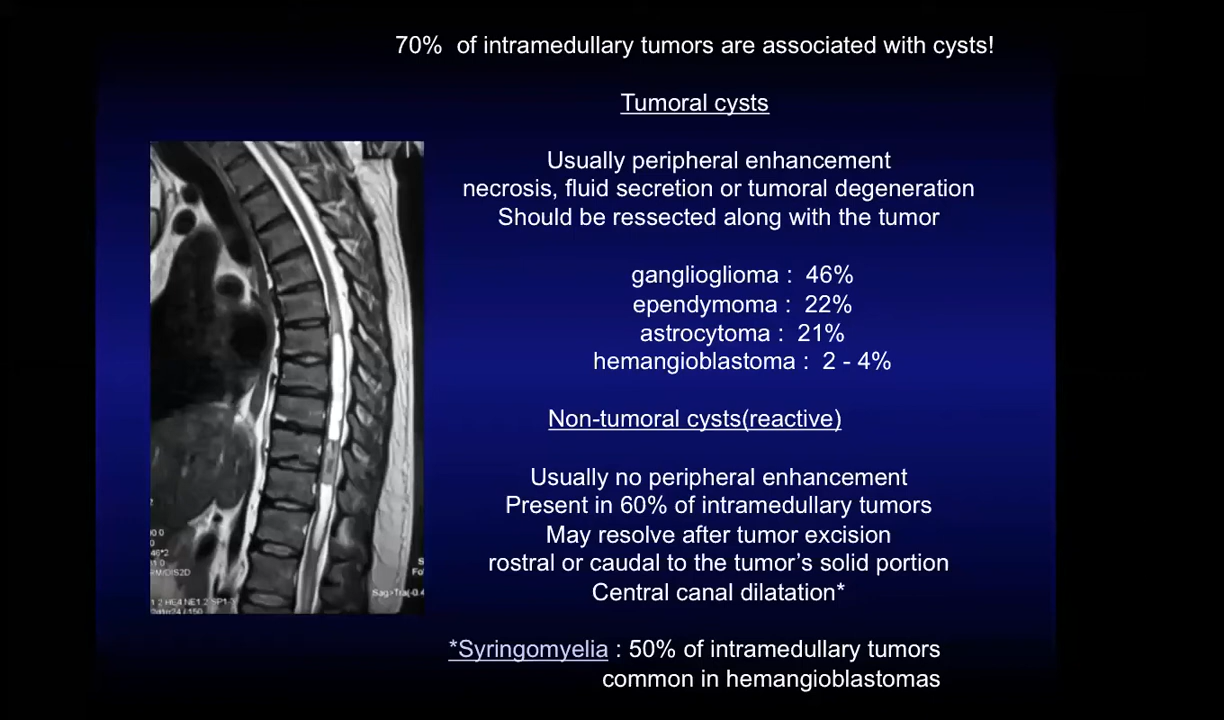 70% of intramedullary tumors are associated with cysts!
Tumoral cysts
Usually peripheral enhancement
necrosis, fluid secretion or tumoral degeneration
Should be ressected along with the tumor
ganglioglioma : 46%
ependymoma : 22%
astrocytoma : 21%
hemangioblastoma : 2 - 4%
Non-tumoral cysts(reactive)
Usually no peripheral enhancement
Present in 60% of intramedullary tumors
May resolve after tumor excision
rostral or caudal to the tumor’s solid portion
Central canal dilatation*
*Syringomyelia : 50% of intramedullary tumors
common in hemangioblastomas